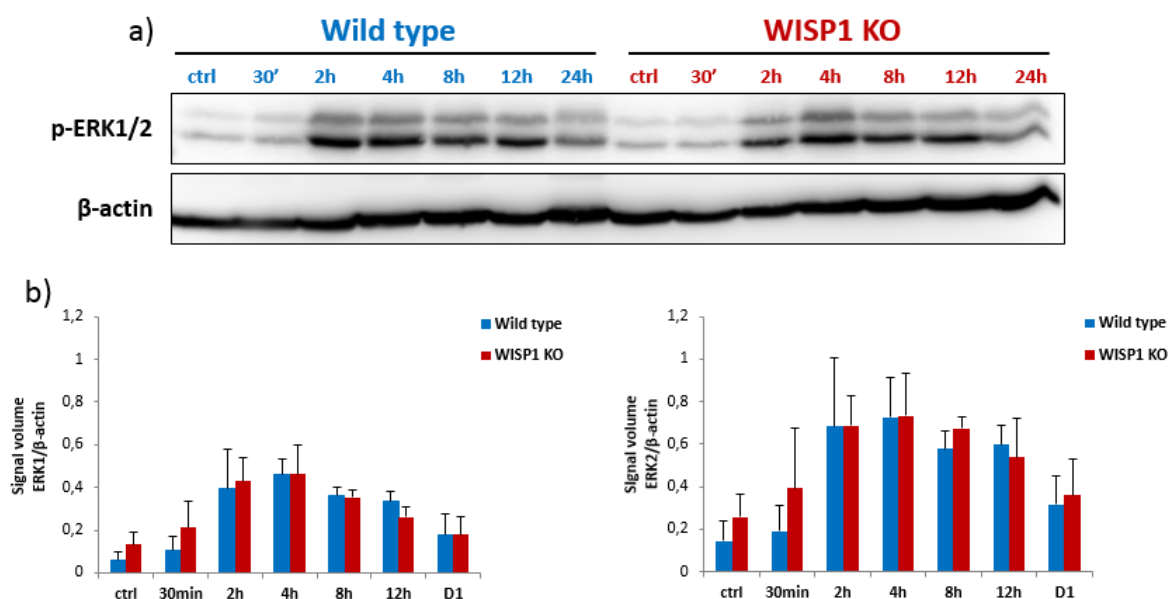 a)
Wild type WISP1 KO
ctrl 30’ 2h 4h 8h 12h 24h ctrl 30’ 2h 4h 8h 12h 24h
p-ERK1/2
β-actin
b)
1,2
1
0,8
0,6
0,4
0,2
0
Signal volume
ERK1/β-actin
ctrl 30min 2h 4h 8h 12h D1
Wild type
WISP1 KO
1,2
1
0,8
0,6
0,4
0,2
0
Signal volume
ERK2/β-actin
ctrl 30min 2h 4h 8h 12h D1
Wild type
WISP1 KO